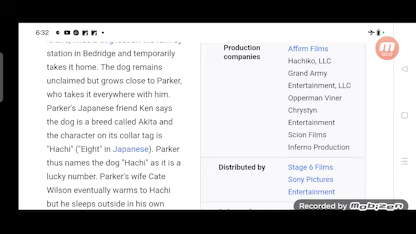 6:32
station in Bedridge and temporarily
takes it home. The dog remains
unclaimed but grows close to Parker,
who takes it everywhere with him.
Parker's Japanese friend Ken says
the dog is a breed called Akita and
the character on its collar tag is
"Hachi" ("Eight" in Japanese). Parker
thus names the dog "Hachi" as it is a
lucky number. Parker's wife Cate
Wilson eventually warms to Hachi
but he sleeps outside in his own
Production
companies
Affirm Films
Hachiko, LLC
Grand Army
Entertainment, LLC
Opperman Viner
Chrystyn
Entertainment
Scion Films
Inferno Production
Distributed by
Stage 6 Films
Sony Pictures
Entertainment
Recorded by Mobizen